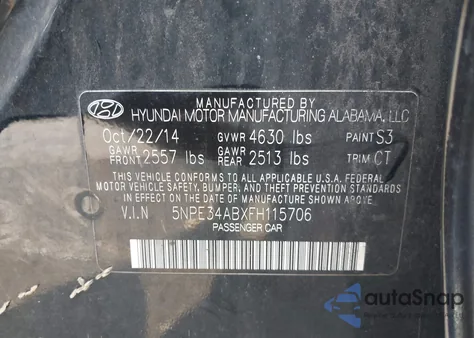 MANUFACTURED BY
HYUNDAI MOTOR MANUFACTURING ALABAMA, LLC
Oct/22/14 GVWR 4630 lbs PAINT S3
GAWR FRONT 2557 lbs GAWR REAR 2513 lbs TRIM CT
THIS VEHICLE CONFORMS TO ALL APPLICABLE U.S.A. FEDERAL
MOTOR VEHICLE SAFETY, BUMPER, AND THEFT PREVENTION STANDARDS
IN EFFECT ON THE DATE OF MANUFACTURE SHOWN ABOVE.
V.I.N 5NPE34ABXFH115706
PASSENGER CAR
autoSnap